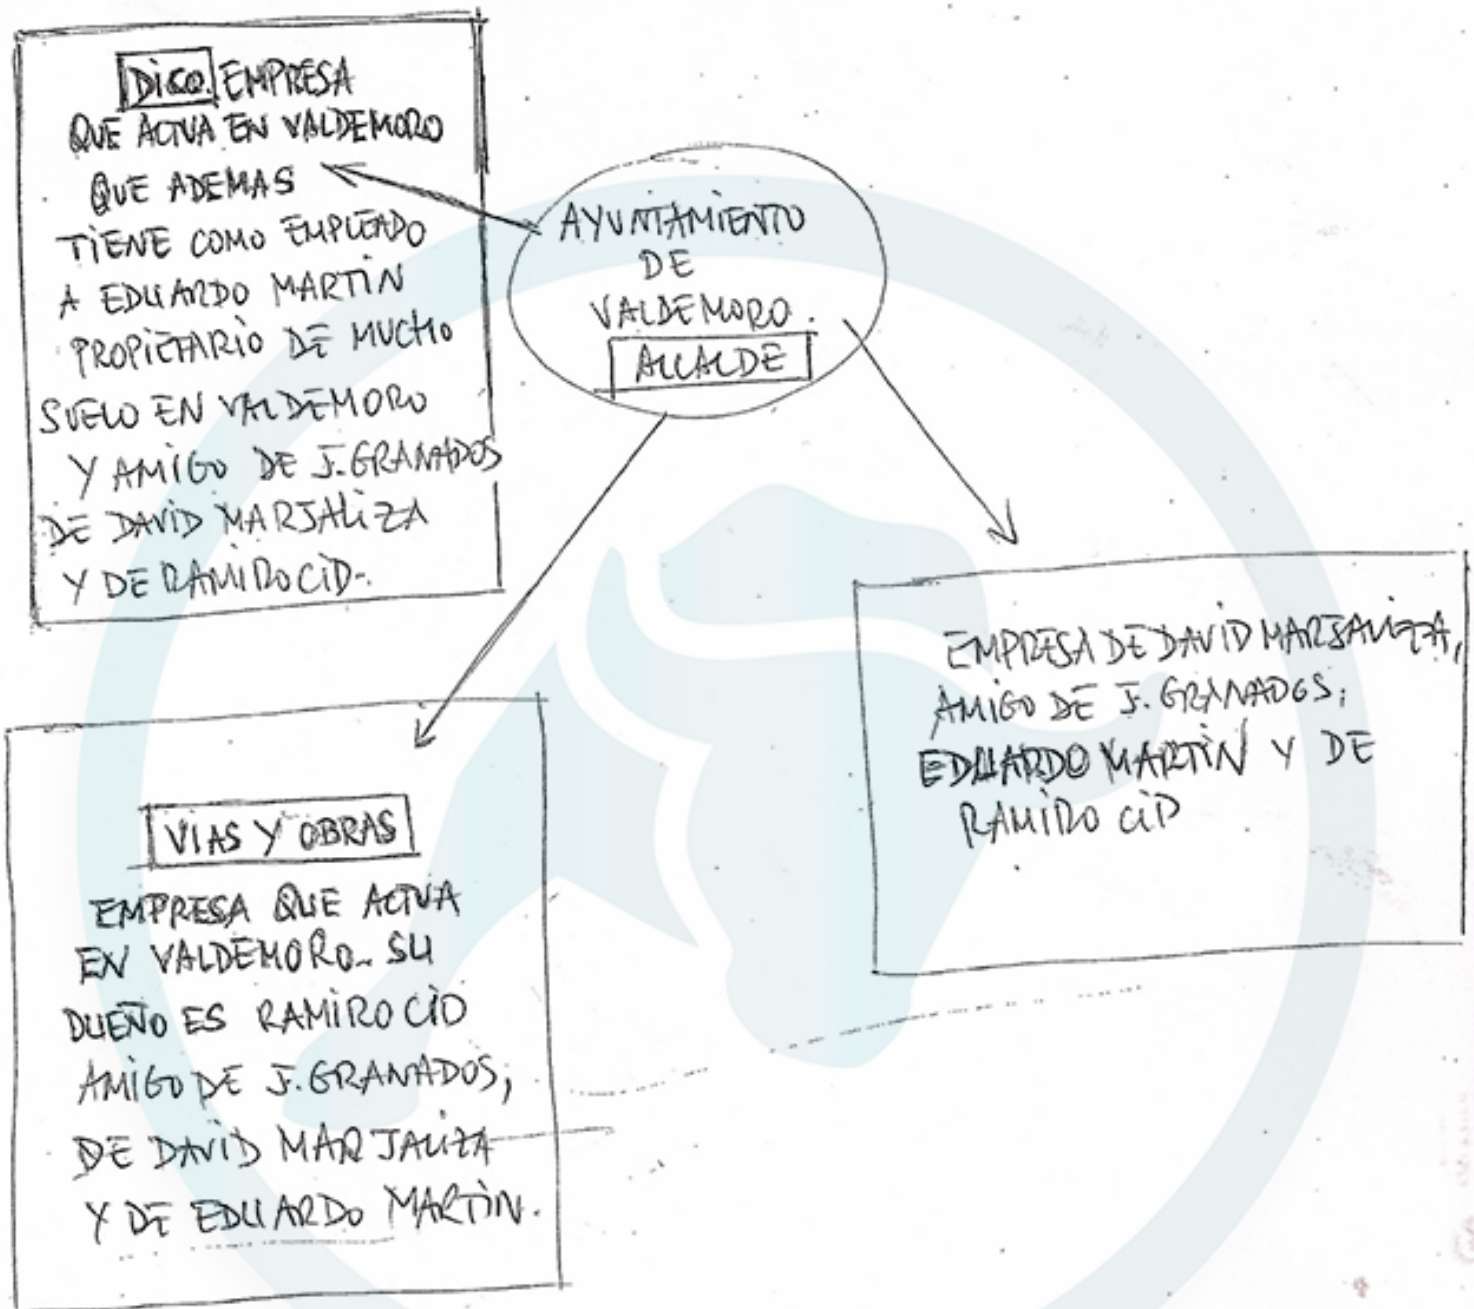 DICO. EMPRESA
QUE ACTUA EN VALDEMORO
QUE ADEMAS
TIENE COMO EMPLEADO
A EDUARDO MARTIN
PROPIETARIO DE MUCHO
SUELO EN VALDEMORO
Y AMIGO DE J. GRANADOS
DE DAVID MARJALIZA
Y DE RAMIRO CID.
AYUNTAMIENTO
DE
VALDEMORO.
ALCALDE
EMPRESA DE DAVID MARJALIZA,
AMIGO DE J. GRANADOS;
EDUARDO MARTIN Y DE
RAMIRO CID
VIAS Y OBRAS
EMPRESA QUE ACTUA
EN VALDEMORO. SU
DUEÑO ES RAMIRO CID
AMIGO DE J. GRANADOS,
DE DAVID MARJALIZA
Y DE EDUARDO MARTIN.